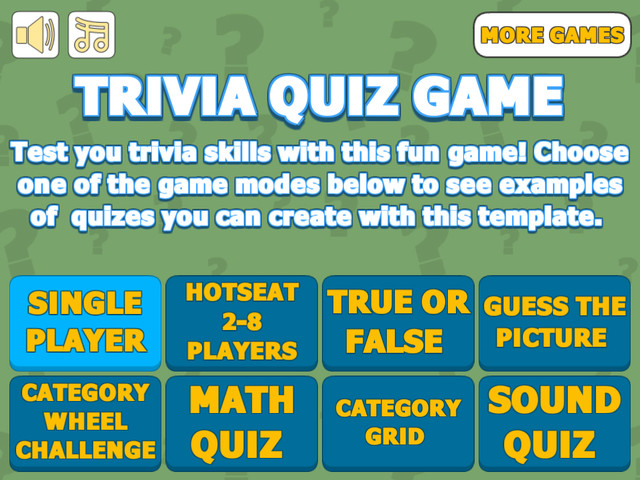 MORE GAMES
TRIVIA QUIZ GAME
Test you trivia skills with this fun game! Choose
one of the game modes below to see examples
of quizes you can create with this template.
SINGLE
PLAYER
HOTSEAT
2-8
PLAYERS
TRUE OR
FALSE
GUESS THE
PICTURE
CATEGORY
WHEEL
CHALLENGE
MATH
QUIZ
CATEGORY
GRID
SOUND
QUIZ